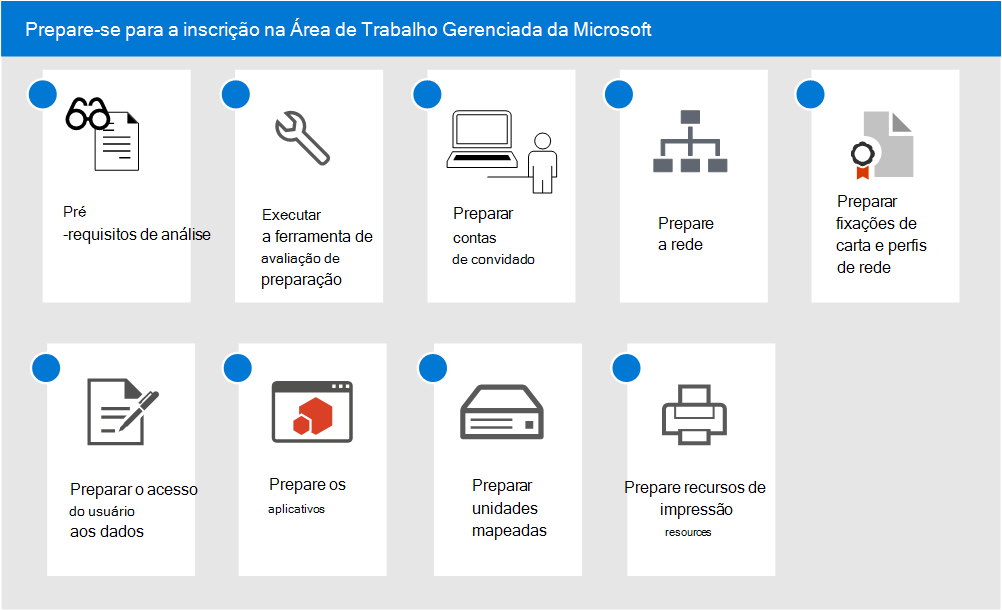 Prepare-se para a inscrição na Área de Trabalho Gerenciada da Microsoft
Pré
-requisitos de análise
Executar
a ferramenta de
avaliação de
preparação
Preparar
contas
de convidado
Prepare
a rede
Preparar
fixações de
carta e perfis
de rede
Preparar o acesso
do usuário
aos dados
Prepare os
aplicativos
Preparar
unidades
mapeadas
Prepare recursos de
impressão
resources